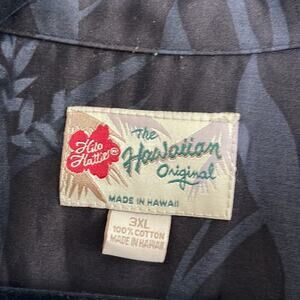 Hilo
Hattie®
The
Hawaiian
Original
MADE IN HAWAII
3XL
100% COTTON
MADE IN HAWAII